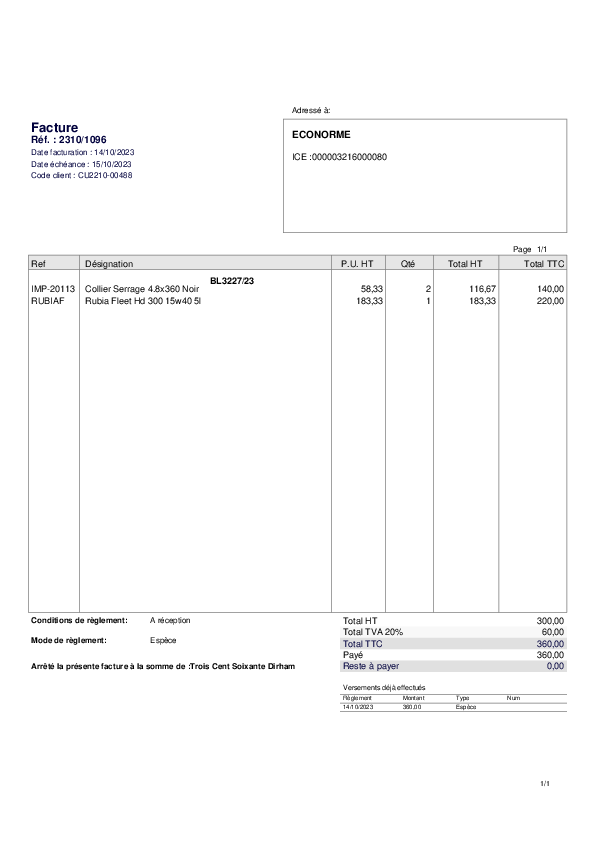 Adressé à:
Facture
Réf. : 2310/1096
Date facturation : 14/10/2023
Date échéance : 15/10/2023
Code client : CU2210-00488
ECONORME
ICE :000003216000080
Page 1/1
Ref Désignation P.U. HT Qté Total HT Total TTC
BL3227/23
IMP-20113 Collier Serrage 4.8x360 Noir 58,33 2 116,67 140,00
RUBIAF Rubia Fleet Hd 300 15w40 5l 183,33 1 183,33 220,00
Conditions de règlement: A réception
Mode de règlement: Espèce
Arrêté la présente facture à la somme de :Trois Cent Soixante Dirham
Total HT 300,00
Total TVA 20% 60,00
Total TTC 360,00
Payé 360,00
Reste à payer 0,00
Versements déjà effectués
Règlement Montant Type Num
14/10/2023 360,00 Espèce
1/1